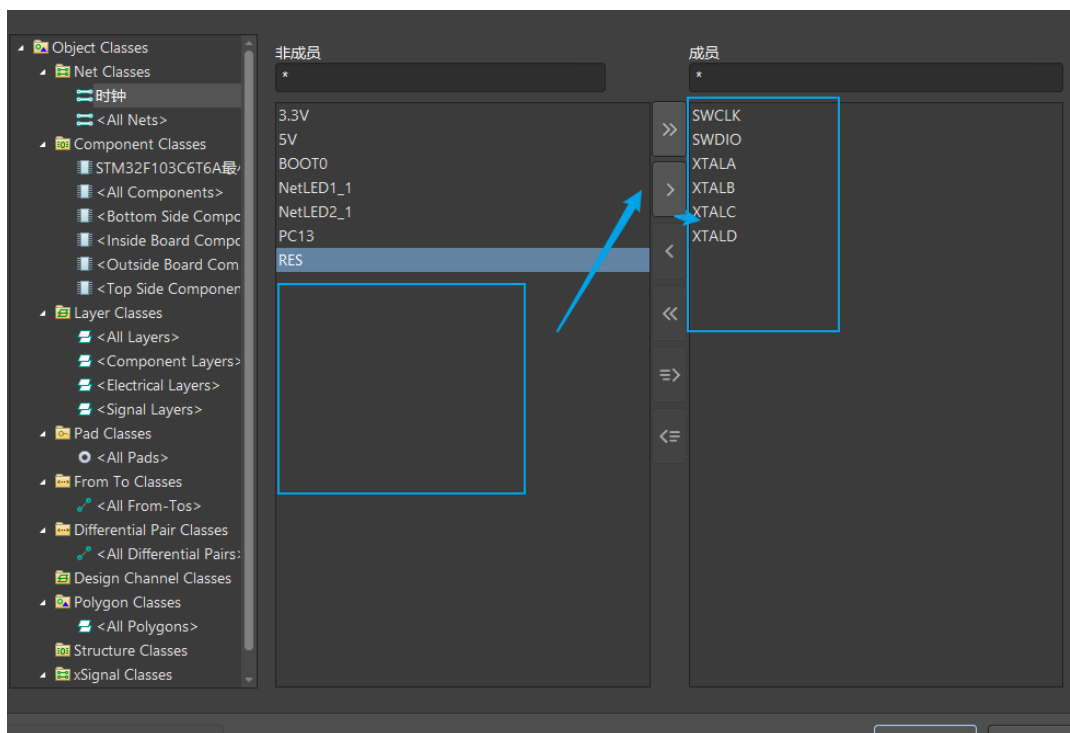 Object Classes
Net Classes
时钟
<All Nets>
Component Classes
STM32F103C6T6A最
<All Components>
<Bottom Side Compo
<Inside Board Compo
<Outside Board Com
<Top Side Componen
Layer Classes
<All Layers>
<Component Layers>
<Electrical Layers>
<Signal Layers>
Pad Classes
<All Pads>
From To Classes
<All From-Tos>
Differential Pair Classes
<All Differential Pairs>
Design Channel Classes
Polygon Classes
<All Polygons>
Structure Classes
xSignal Classes
非成员
*
3.3V
5V
BOOT0
NetLED1_1
NetLED2_1
PC13
RES
成员
*
SWCLK
SWDIO
XTALA
XTALB
XTALC
XTALD